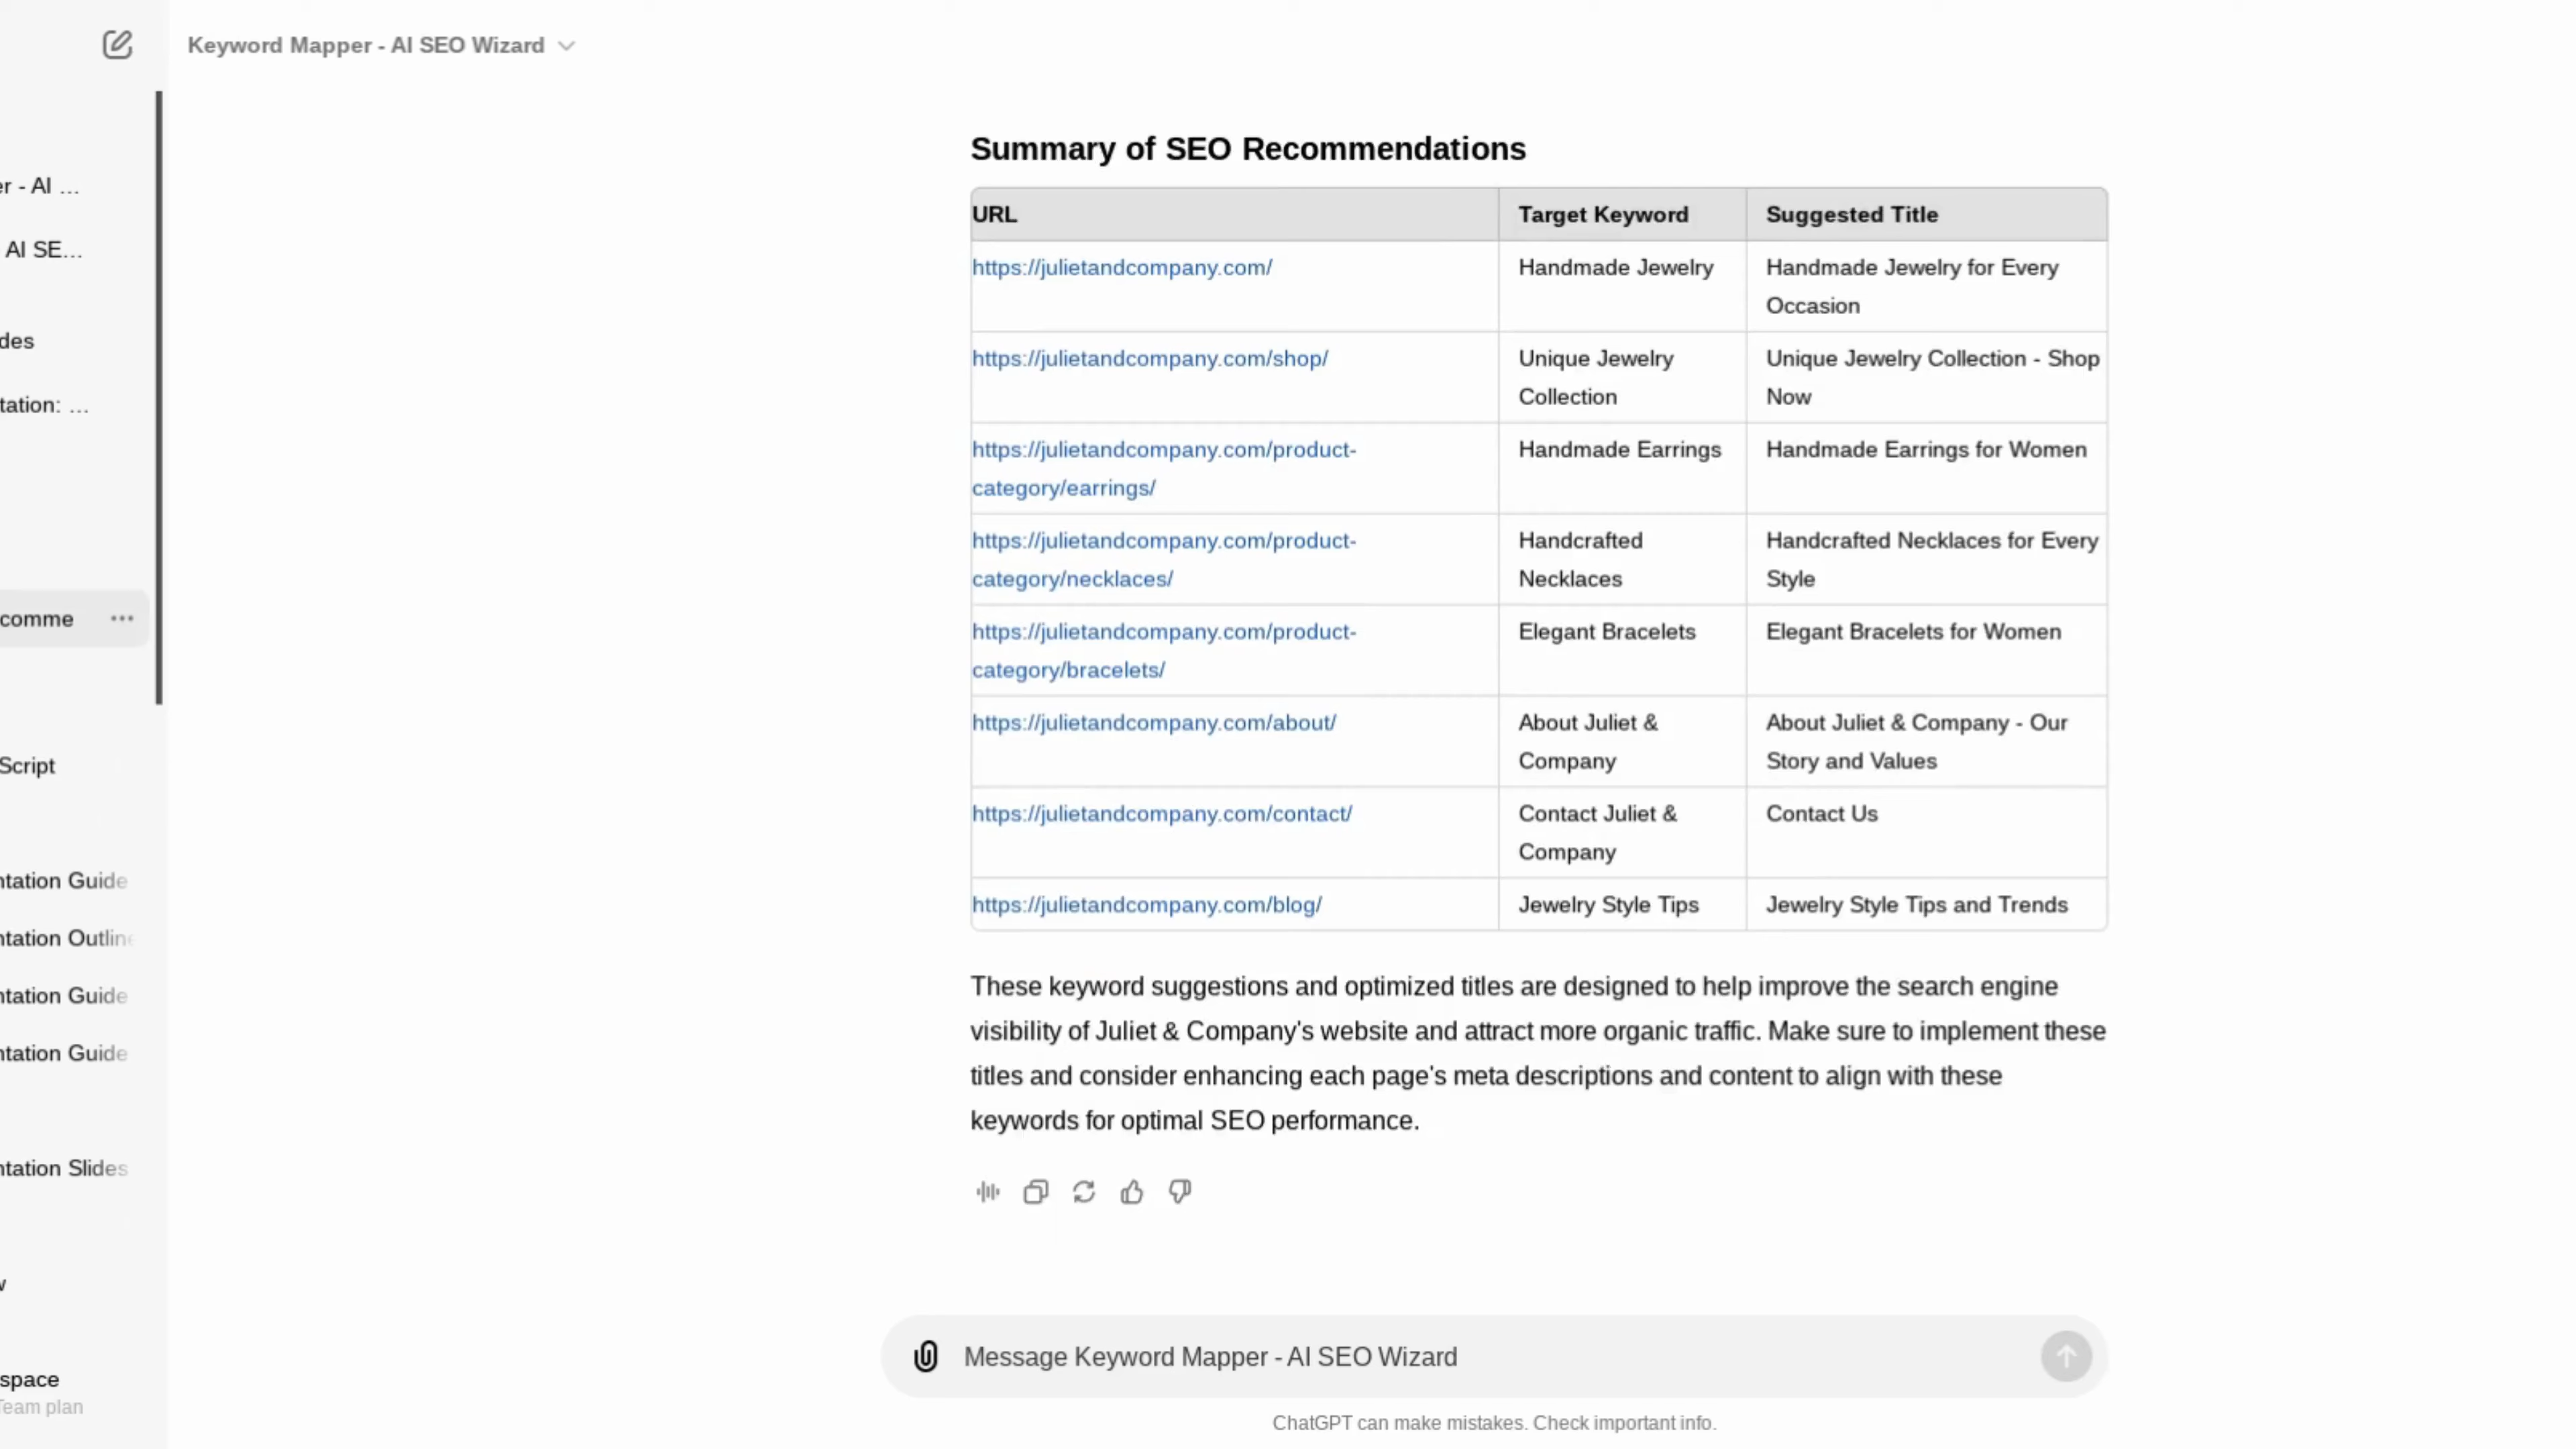 Keyword Mapper - AI SEO Wizard
er - AI ...
AI SE...
des
tation: ...
comme
Script
ntation Guide
ntation Outline
ntation Guide
ntation Guide
ntation Slides
w
space
Team plan
Summary of SEO Recommendations
URL Target Keyword Suggested Title
https://julietandcompany.com/ Handmade Jewelry Handmade Jewelry for Every
Occasion
https://julietandcompany.com/shop/ Unique Jewelry Unique Jewelry Collection - Shop
Collection Now
https://julietandcompany.com/product- Handmade Earrings Handmade Earrings for Women
category/earrings/
https://julietandcompany.com/product- Handcrafted Handcrafted Necklaces for Every
category/necklaces/ Necklaces Style
https://julietandcompany.com/product- Elegant Bracelets Elegant Bracelets for Women
category/bracelets/
https://julietandcompany.com/about/ About Juliet & About Juliet & Company - Our
Company Story and Values
https://julietandcompany.com/contact/ Contact Juliet & Contact Us
Company
https://julietandcompany.com/blog/ Jewelry Style Tips Jewelry Style Tips and Trends
These keyword suggestions and optimized titles are designed to help improve the search engine
visibility of Juliet & Company's website and attract more organic traffic. Make sure to implement these
titles and consider enhancing each page's meta descriptions and content to align with these
keywords for optimal SEO performance.
Message Keyword Mapper - AI SEO Wizard
ChatGPT can make mistakes. Check important info.